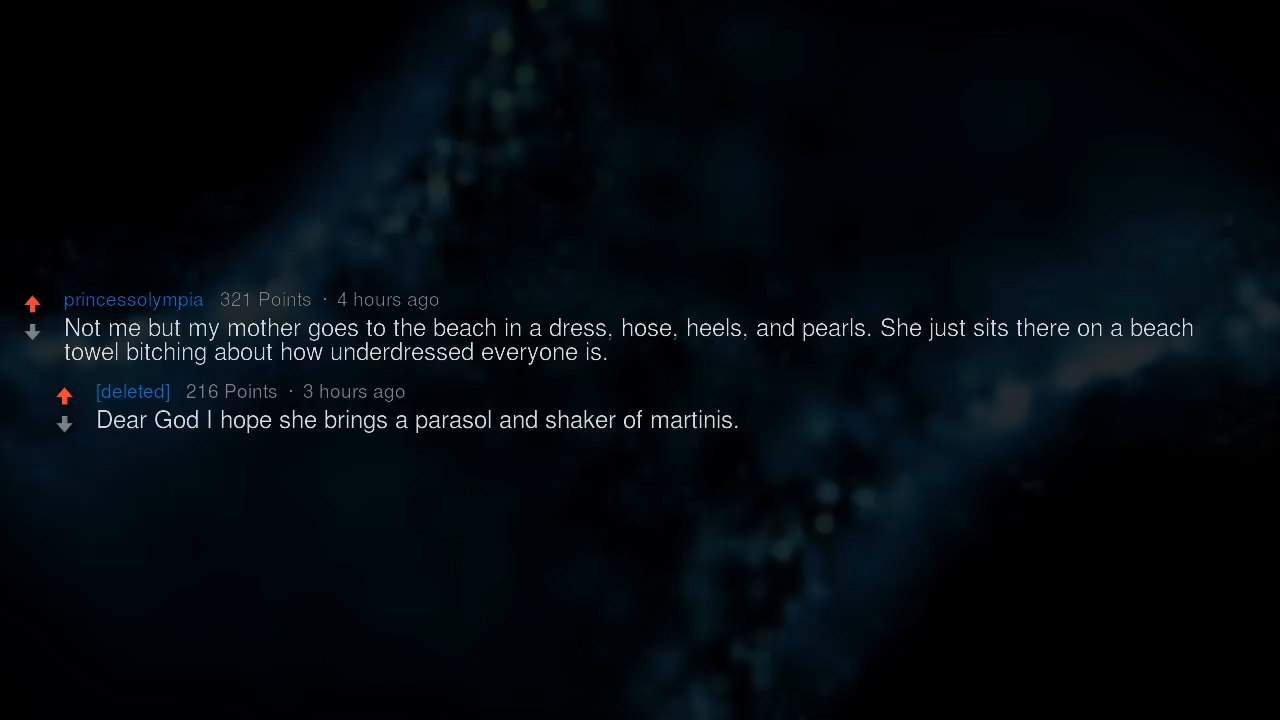 princessolympia 321 Points · 4 hours ago
Not me but my mother goes to the beach in a dress, hose, heels, and pearls. She just sits there on a beach
towel bitching about how underdressed everyone is.
[deleted] 216 Points · 3 hours ago
Dear God I hope she brings a parasol and shaker of martinis.